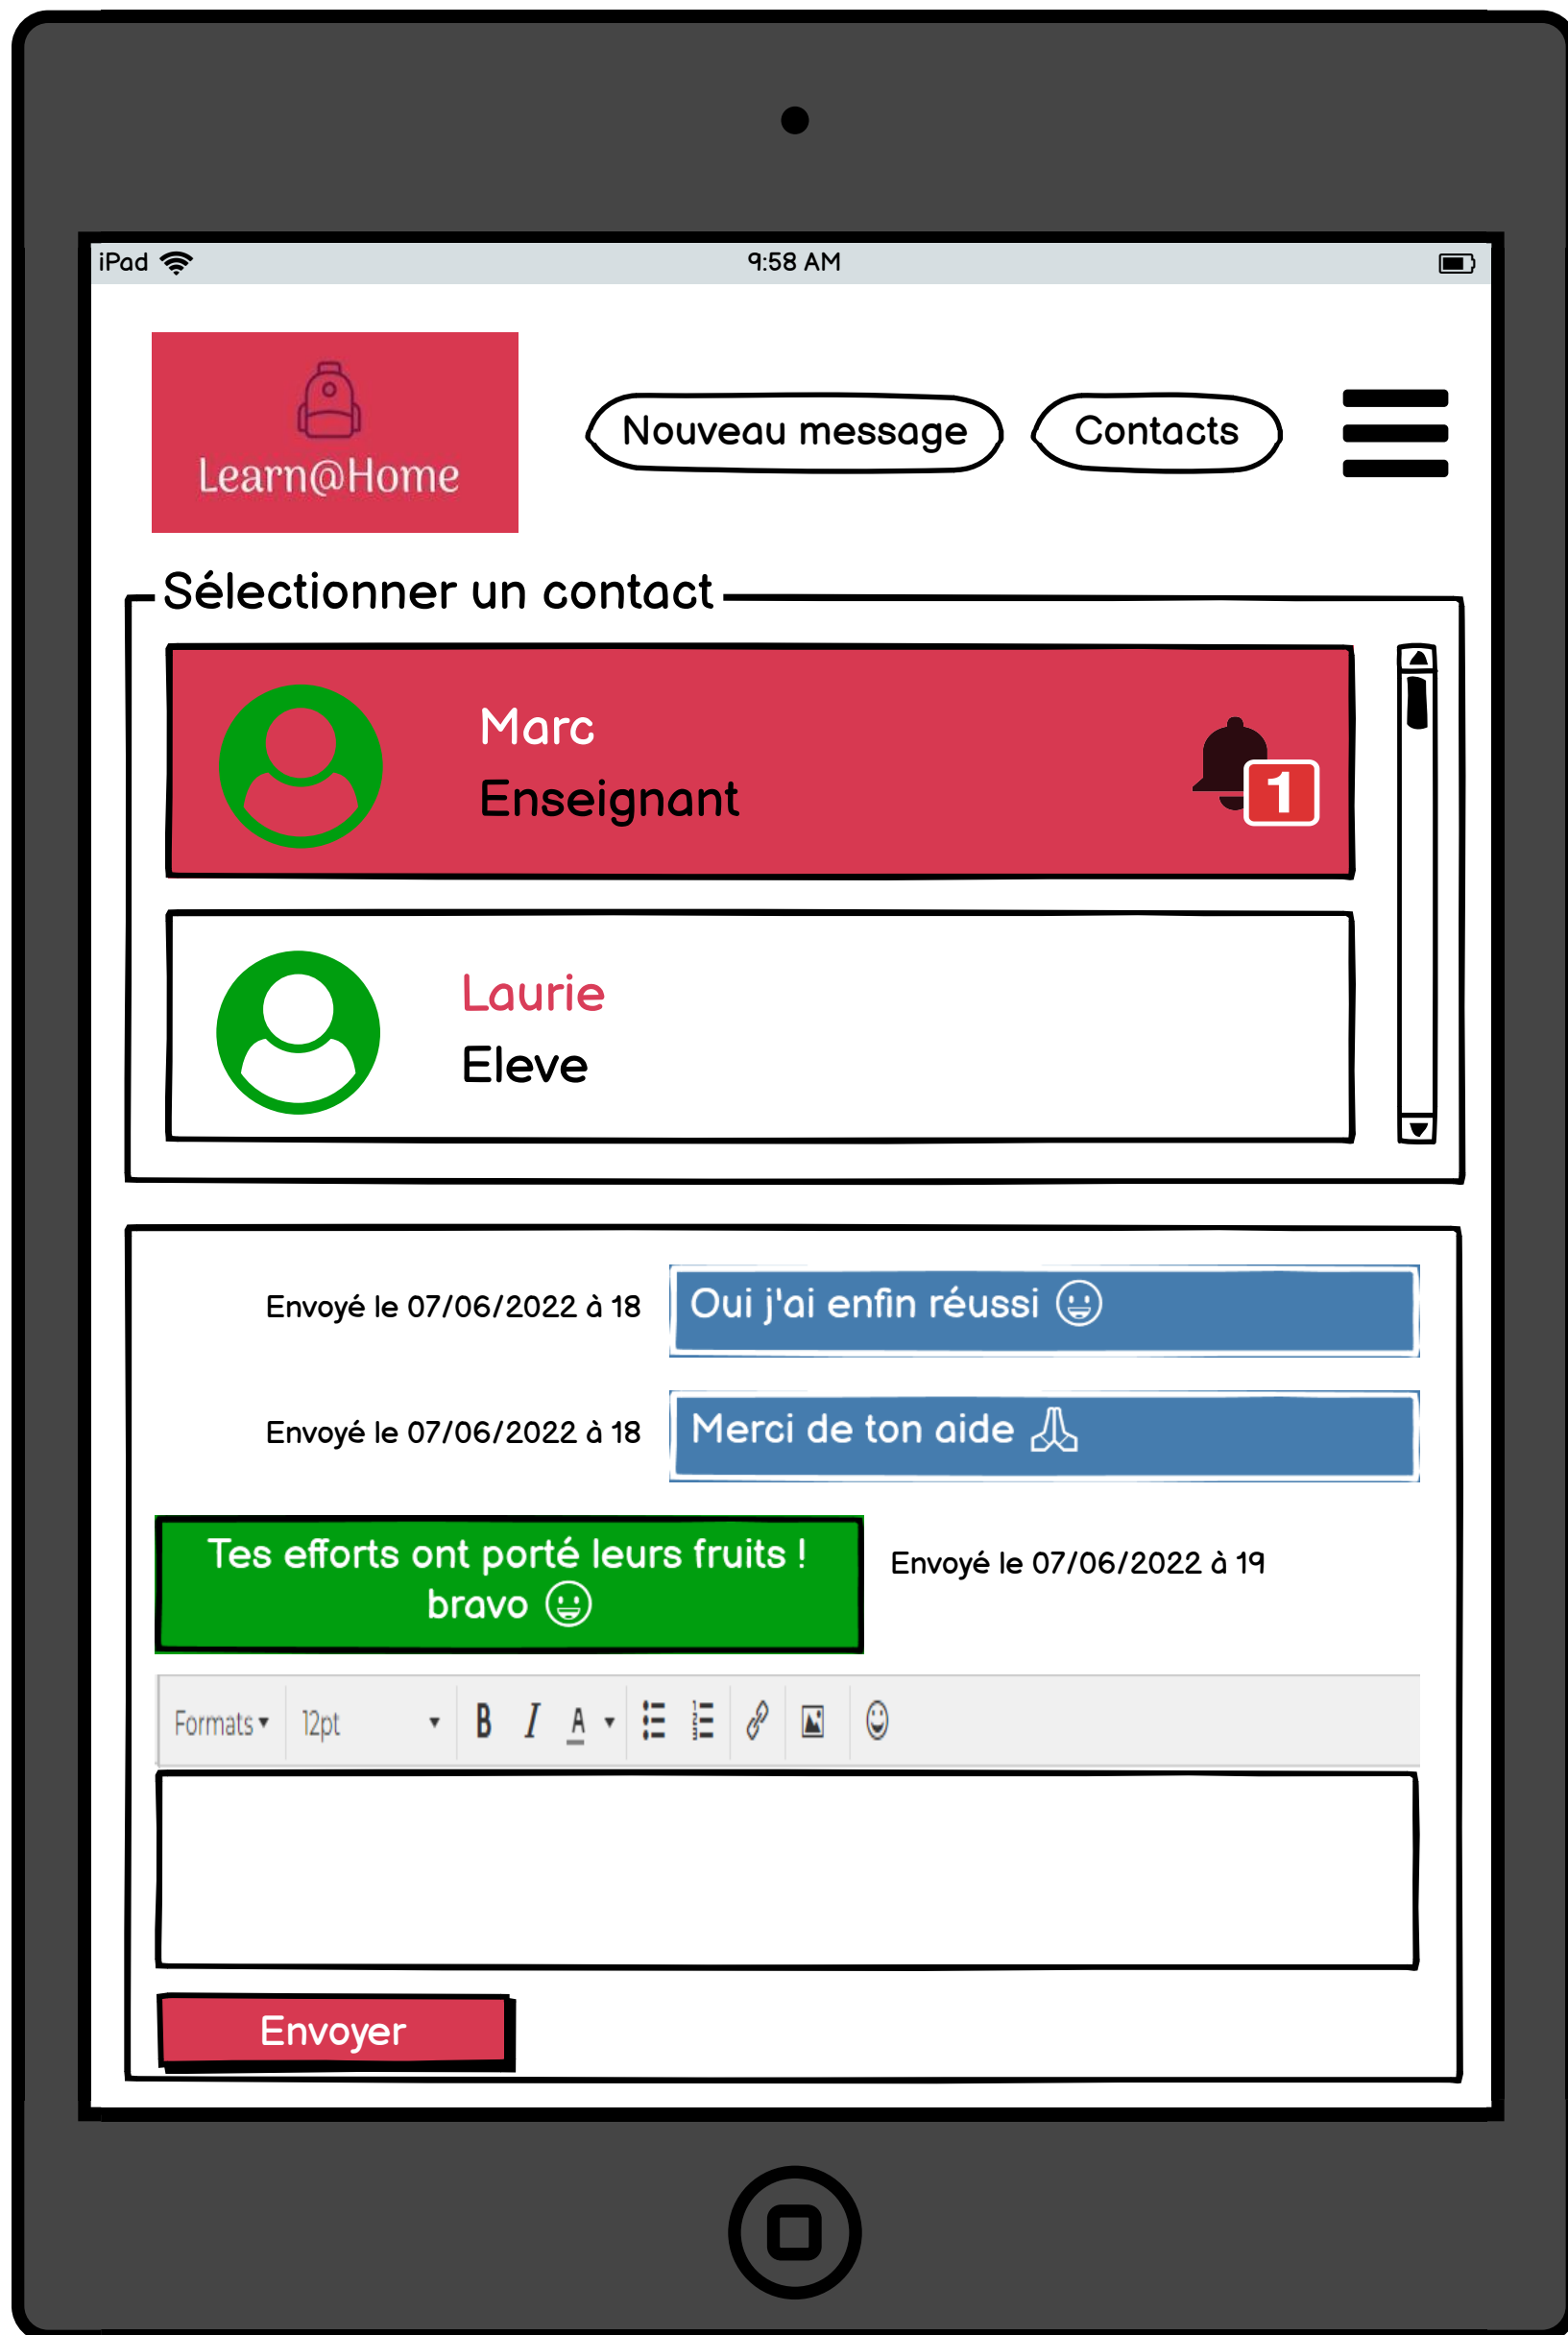 iPad 9:58 AM
Learn@Home
Nouveau message
Contacts
Sélectionner un contact
Marc
Enseignant
1
Laurie
Eleve
Envoyé le 07/06/2022 à 18
Oui j'ai enfin réussi
Envoyé le 07/06/2022 à 18
Merci de ton aide
Tes efforts ont porté leurs fruits !
bravo
Envoyé le 07/06/2022 à 19
Formats 12pt B I A
Envoyer